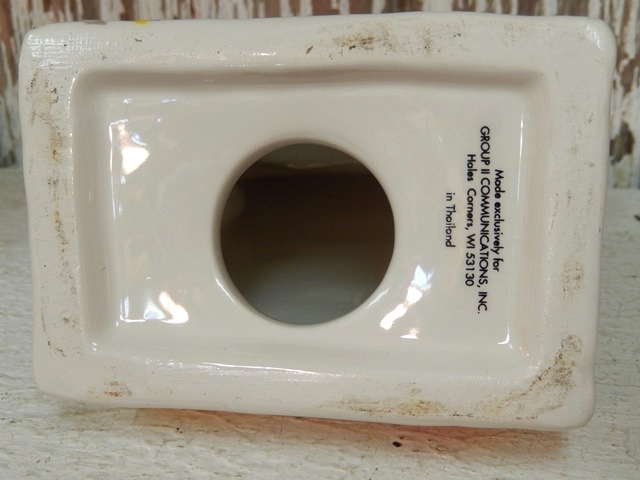 Made exclusively for
GROUP II COMMUNICATIONS, INC.
Hales Corners, WI 53130
in Thailand